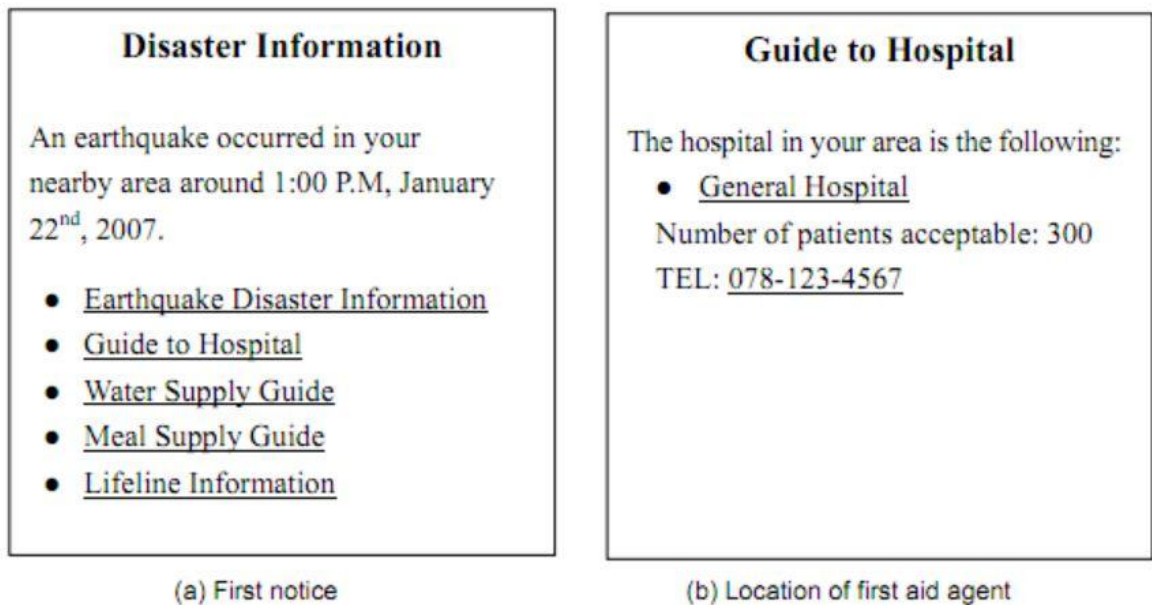 Disaster Information
An earthquake occurred in your
nearby area around 1:00 P.M, January
22nd, 2007.
● Earthquake Disaster Information
● Guide to Hospital
● Water Supply Guide
● Meal Supply Guide
● Lifeline Information
(a) First notice
Guide to Hospital
The hospital in your area is the following:
● General Hospital
Number of patients acceptable: 300
TEL: 078-123-4567
(b) Location of first aid agent